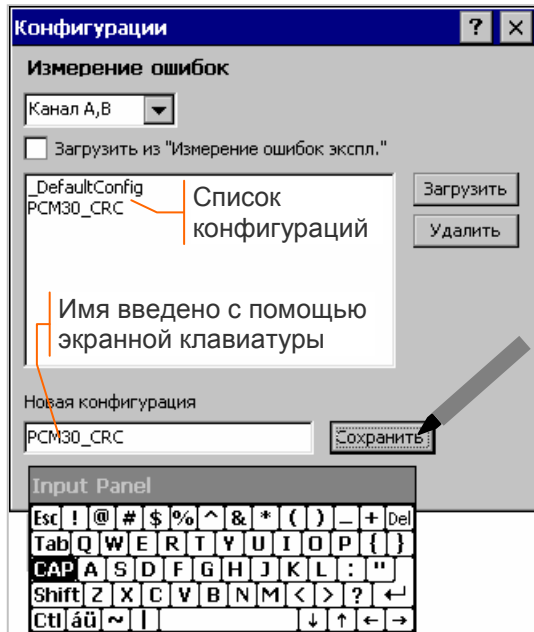 Конфигурации ? ×
Измерение ошибок
Канал A,B
Загрузить из "Измерение ошибок экспл."
_DefaultConfig
PCM30_CRC
Список
конфигураций
Загрузить
Удалить
Имя введено с помощью
экранной клавиатуры
Новая конфигурация
PCM30_CRC
Сохранить
Input Panel
Esc ! @ # $ % ^ & * ( ) _ + Del
Tab Q W E R T Y U I O P { }
CAP A S D F G H J K L : "
Shift Z X C V B N M < > ? ↵
Ctl áü ~ | ↓ ↑ ← →